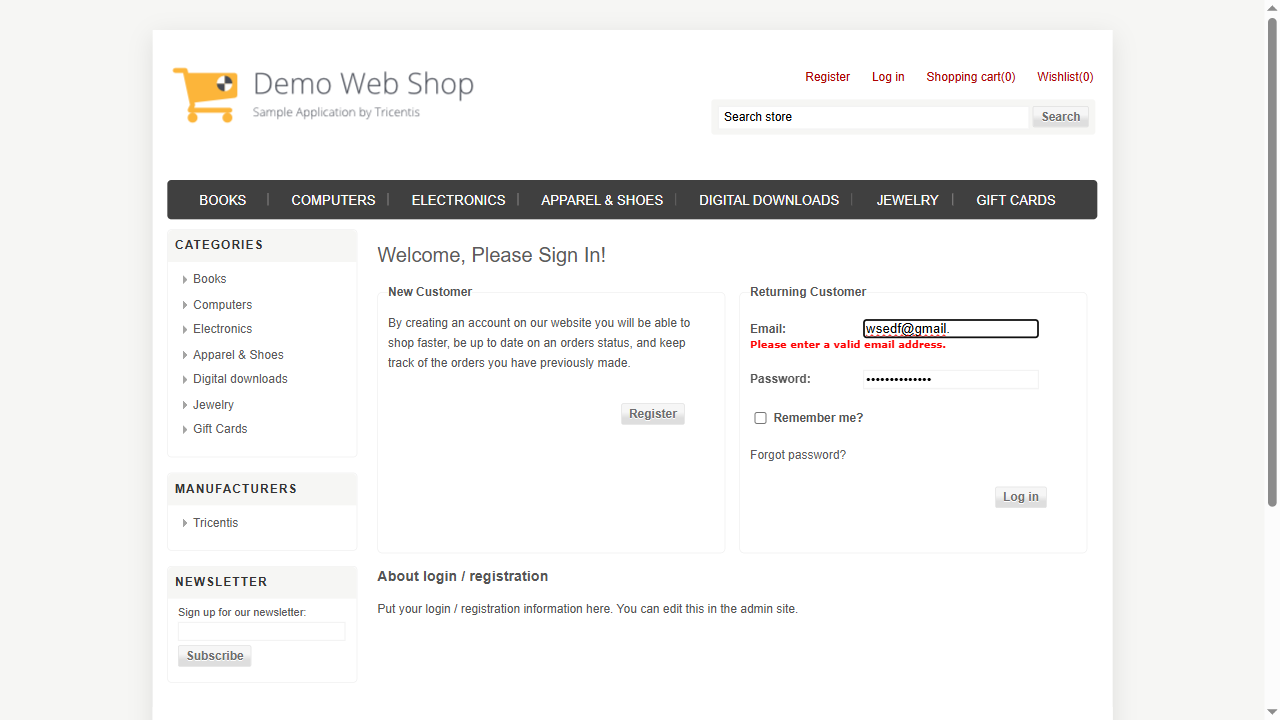 Demo Web Shop
Sample Application by Tricentis
Register
Log in
Shopping cart(0)
Wishlist(0)
Search store
Search
BOOKS
COMPUTERS
ELECTRONICS
APPAREL & SHOES
DIGITAL DOWNLOADS
JEWELRY
GIFT CARDS
CATEGORIES
Books
Computers
Electronics
Apparel & Shoes
Digital downloads
Jewelry
Gift Cards
MANUFACTURERS
Tricentis
NEWSLETTER
Sign up for our newsletter:
Subscribe
Welcome, Please Sign In!
New Customer
By creating an account on our website you will be able to
shop faster, be up to date on an orders status, and keep
track of the orders you have previously made.
Register
Returning Customer
Email:
wsedf@gmail.
Please enter a valid email address.
Password:
••••••••••••••
Remember me?
Forgot password?
Log in
About login / registration
Put your login / registration information here. You can edit this in the admin site.